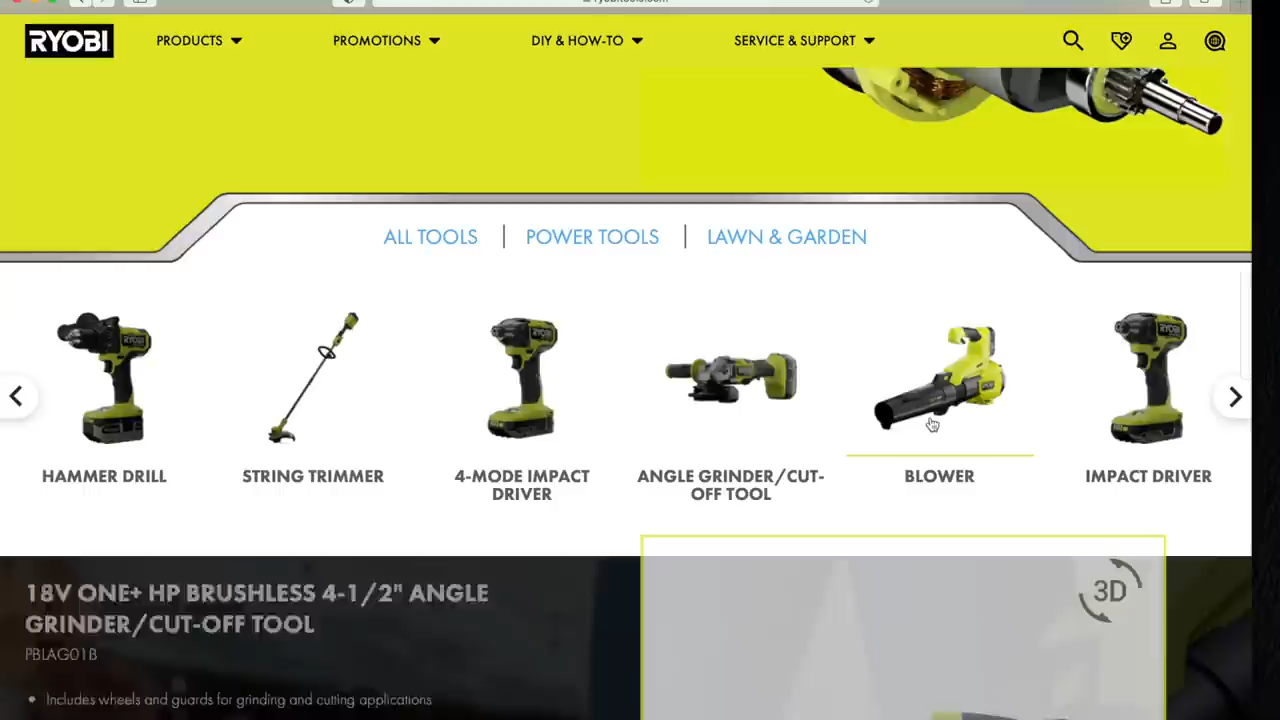 RYOBI
PRODUCTS
PROMOTIONS
DIY & HOW-TO
SERVICE & SUPPORT
ALL TOOLS
POWER TOOLS
LAWN & GARDEN
HAMMER DRILL
STRING TRIMMER
4-MODE IMPACT
DRIVER
ANGLE GRINDER/CUT-
OFF TOOL
BLOWER
IMPACT DRIVER
18V ONE+ HP BRUSHLESS 4-1/2" ANGLE
GRINDER/CUT-OFF TOOL
PBLAG01B
• Includes wheels and guards for grinding and cutting applications
3D